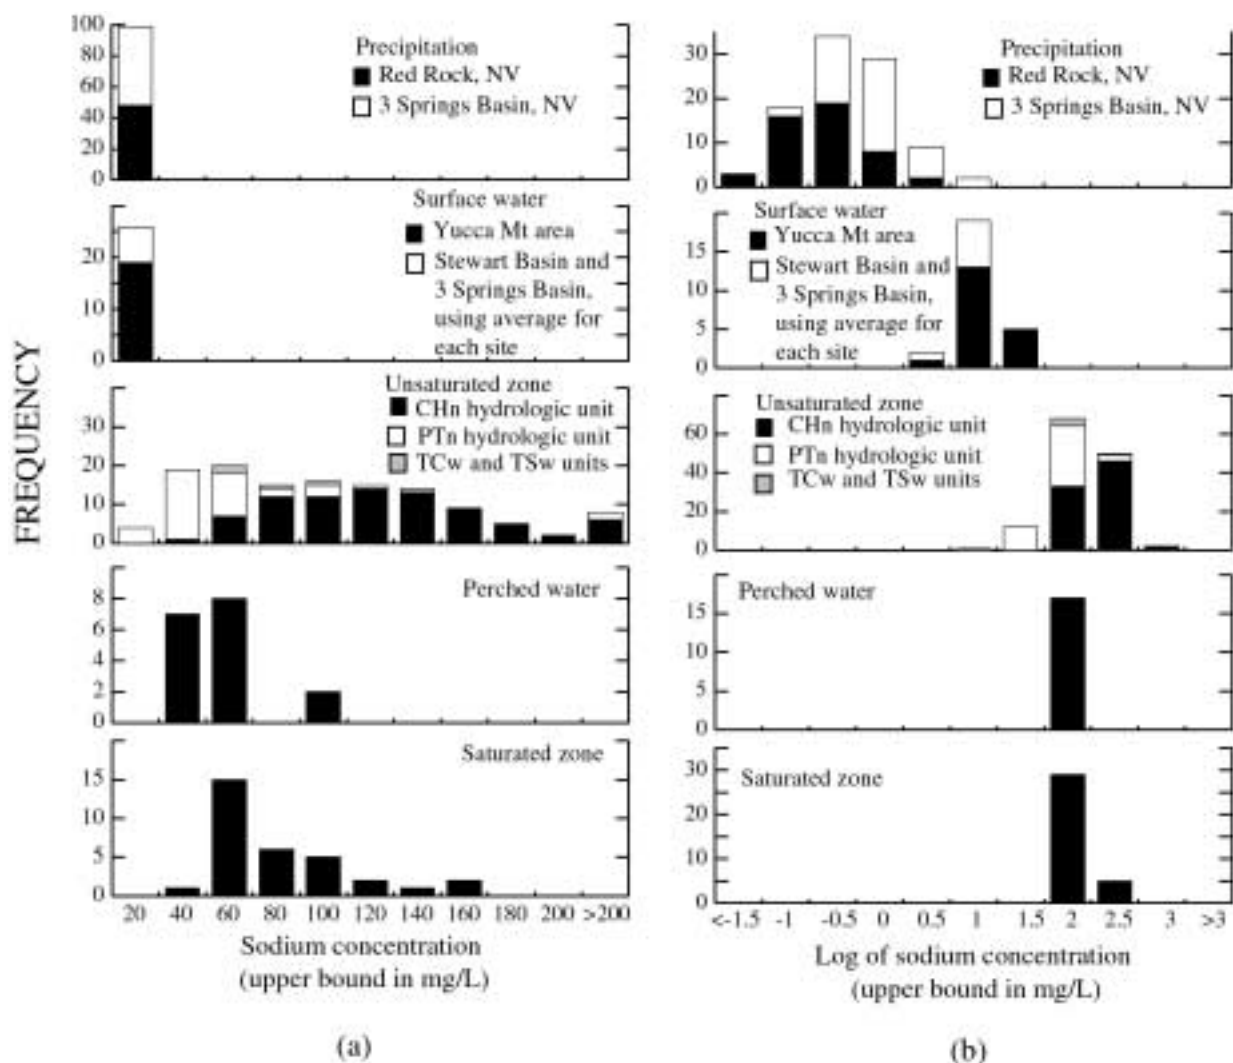 100
80
60
40
20
0
Precipitation
Red Rock, NV
3 Springs Basin, NV
20
10
0
Surface water
Yucca Mt area
Stewart Basin and
3 Springs Basin,
using average for
each site
30
20
10
0
Unsaturated zone
CHn hydrologic unit
PTn hydrologic unit
TCw and TSw units
8
6
4
2
0
Perched water
15
10
5
0
Saturated zone
20 40 60 80 100 120 140 160 180 200 >200
Sodium concentration
(upper bound in mg/L)
(a)
FREQUENCY
30
20
10
0
Precipitation
Red Rock, NV
3 Springs Basin, NV
15
10
5
0
Surface water
Yucca Mt area
Stewart Basin and
3 Springs Basin,
using average for
each site
60
40
20
0
Unsaturated zone
CHn hydrologic unit
PTn hydrologic unit
TCw and TSw units
15
10
5
0
Perched water
30
20
10
0
Saturated zone
<-1.5 -1 -0.5 0 0.5 1 1.5 2 2.5 3 >3
Log of sodium concentration
(upper bound in mg/L)
(b)